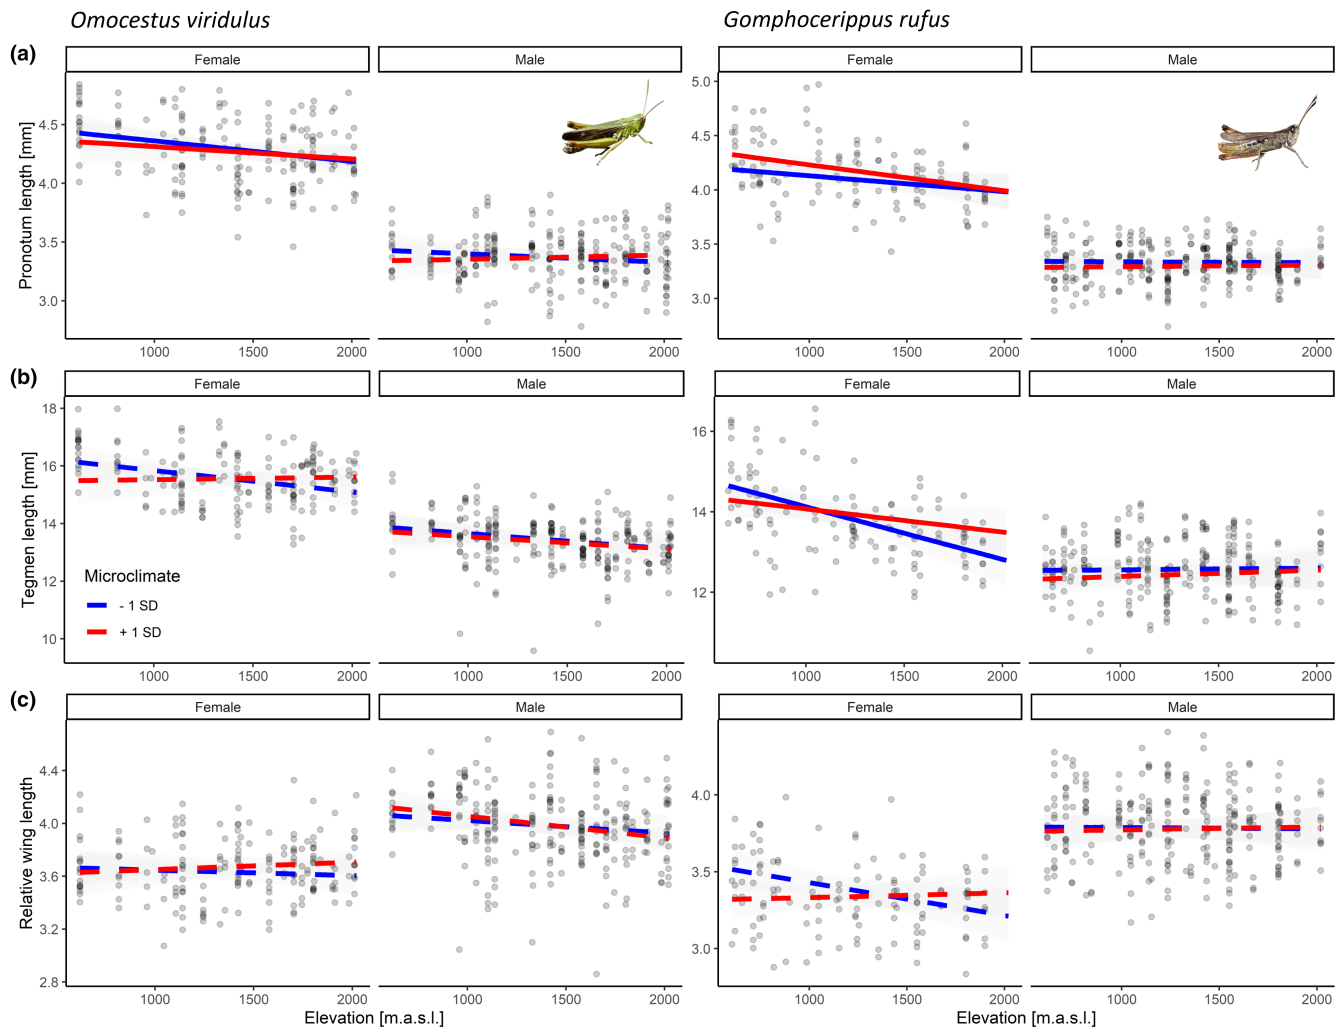 Omocestus viridulus Gomphocerippus rufus
(a) Female Male Female Male
Pronotum length [mm]
4.5
4.0
3.5
3.0
5.0
4.5
4.0
3.5
3.0
1000 1500 2000 1000 1500 2000 1000 1500 2000 1000 1500 2000
(b) Female Male Female Male
Tegmen length [mm]
18
16
14
12
10
16
14
12
Microclimate
- 1 SD
+ 1 SD
1000 1500 2000 1000 1500 2000 1000 1500 2000 1000 1500 2000
(c) Female Male Female Male
Relative wing length
4.4
4.0
3.6
3.2
2.8
4.0
3.5
3.0
1000 1500 2000 1000 1500 2000 1000 1500 2000 1000 1500 2000
Elevation [m.a.s.l.] Elevation [m.a.s.l.]